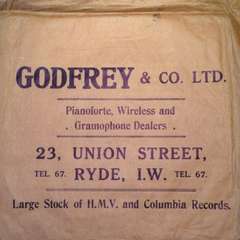 GODFREY & CO. LTD.
Pianoforte, Wireless and
. Gramophone Dealers .
23, UNION STREET,
TEL. 67. RYDE, I.W. TEL. 67.
Large Stock of H.M.V. and Columbia Records.